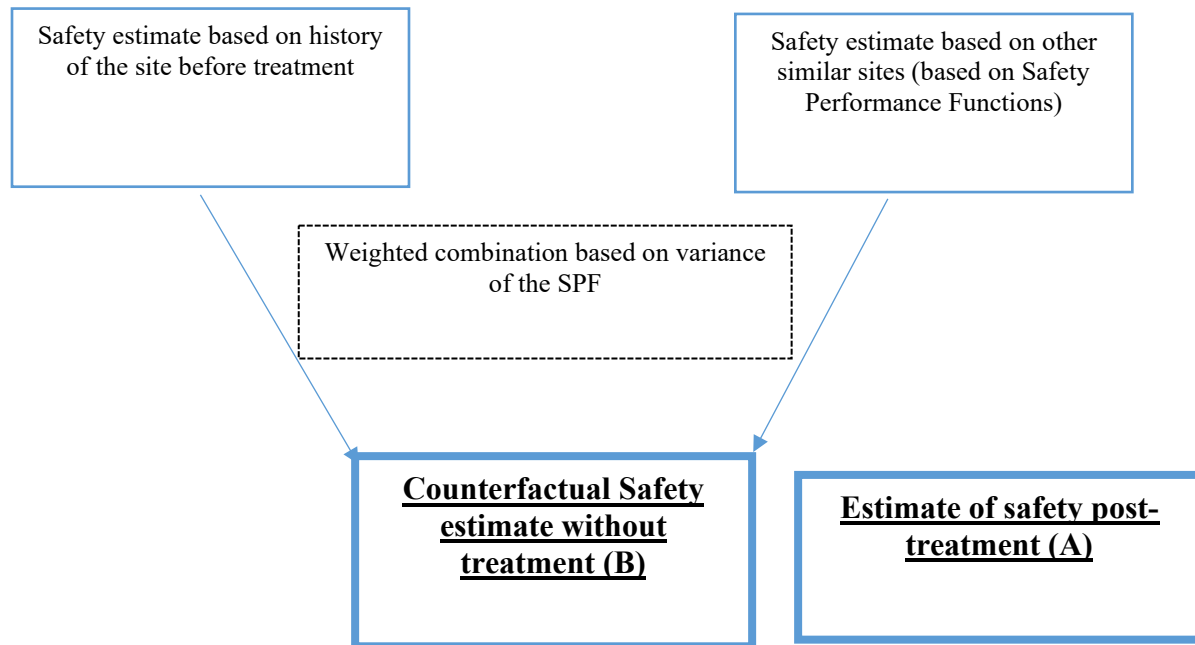 Safety estimate based on history
of the site before treatment
Safety estimate based on other
similar sites (based on Safety
Performance Functions)
Weighted combination based on variance
of the SPF
Counterfactual Safety
estimate without
treatment (B)
Estimate of safety post-
treatment (A)